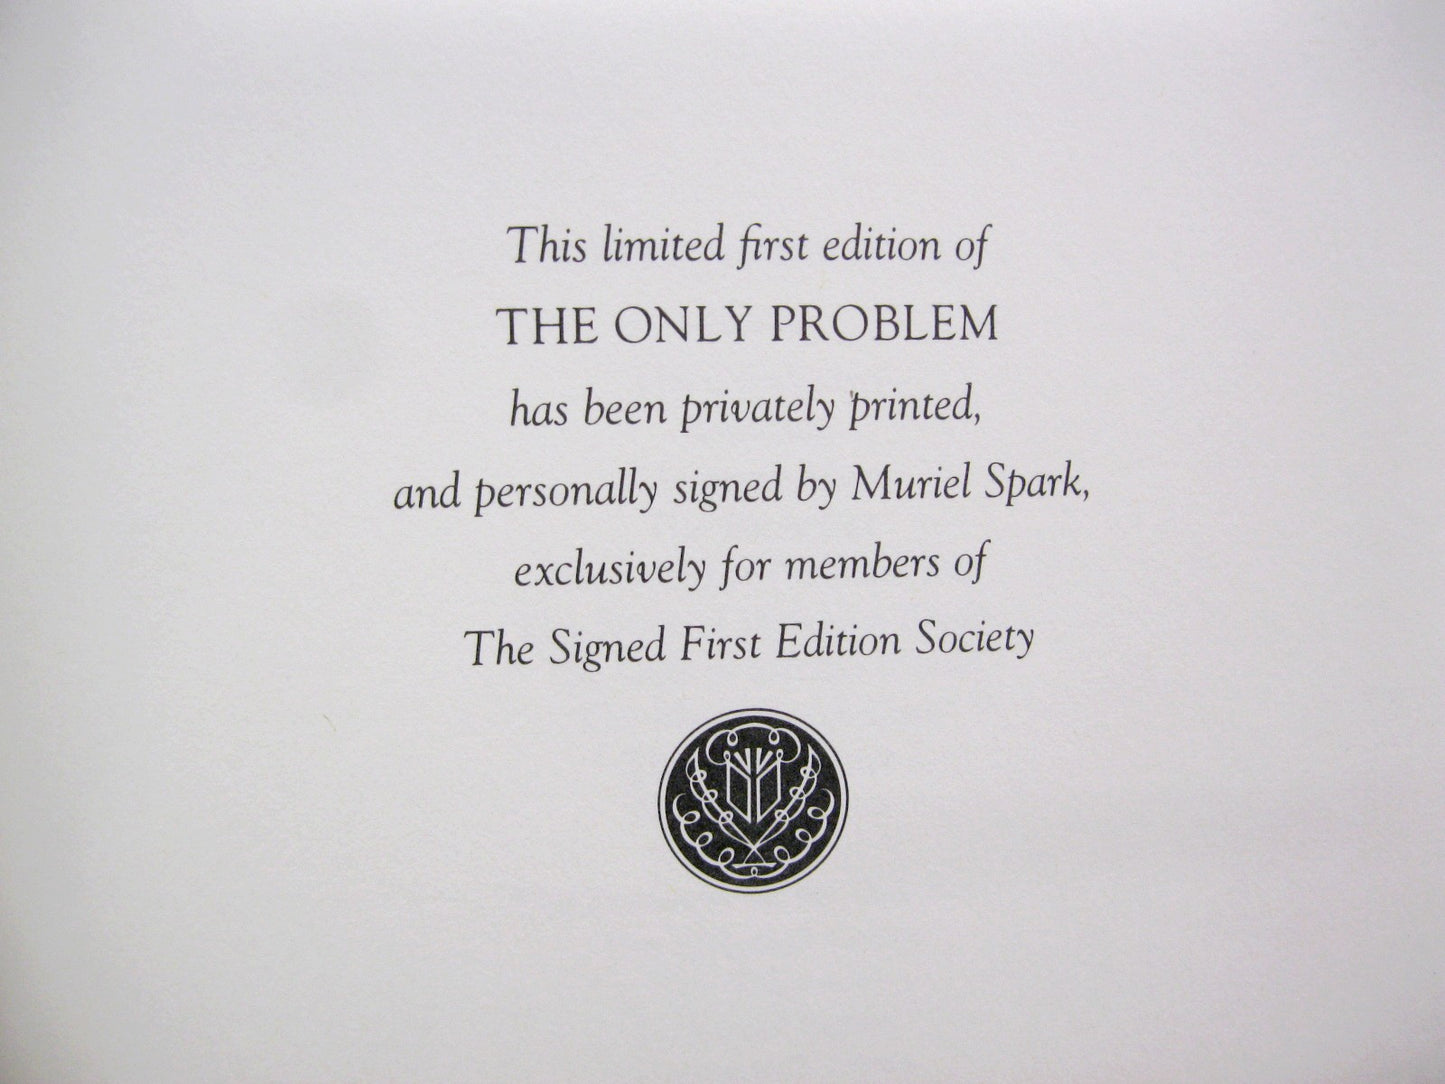 This limited first edition of
THE ONLY PROBLEM
has been privately printed,
and personally signed by Muriel Spark,
exclusively for members of
The Signed First Edition Society